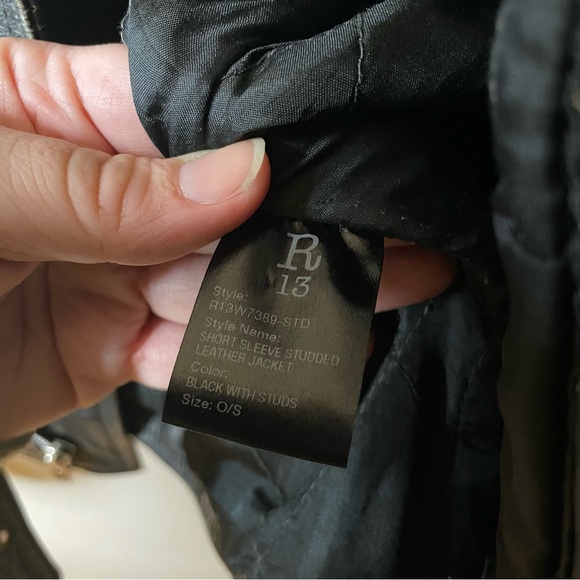 R
13
Style:
R13W7389-STD
Style Name:
SHORT SLEEVE STUDDED
LEATHER JACKET
Color:
BLACK WITH STUDS
Size: O/S